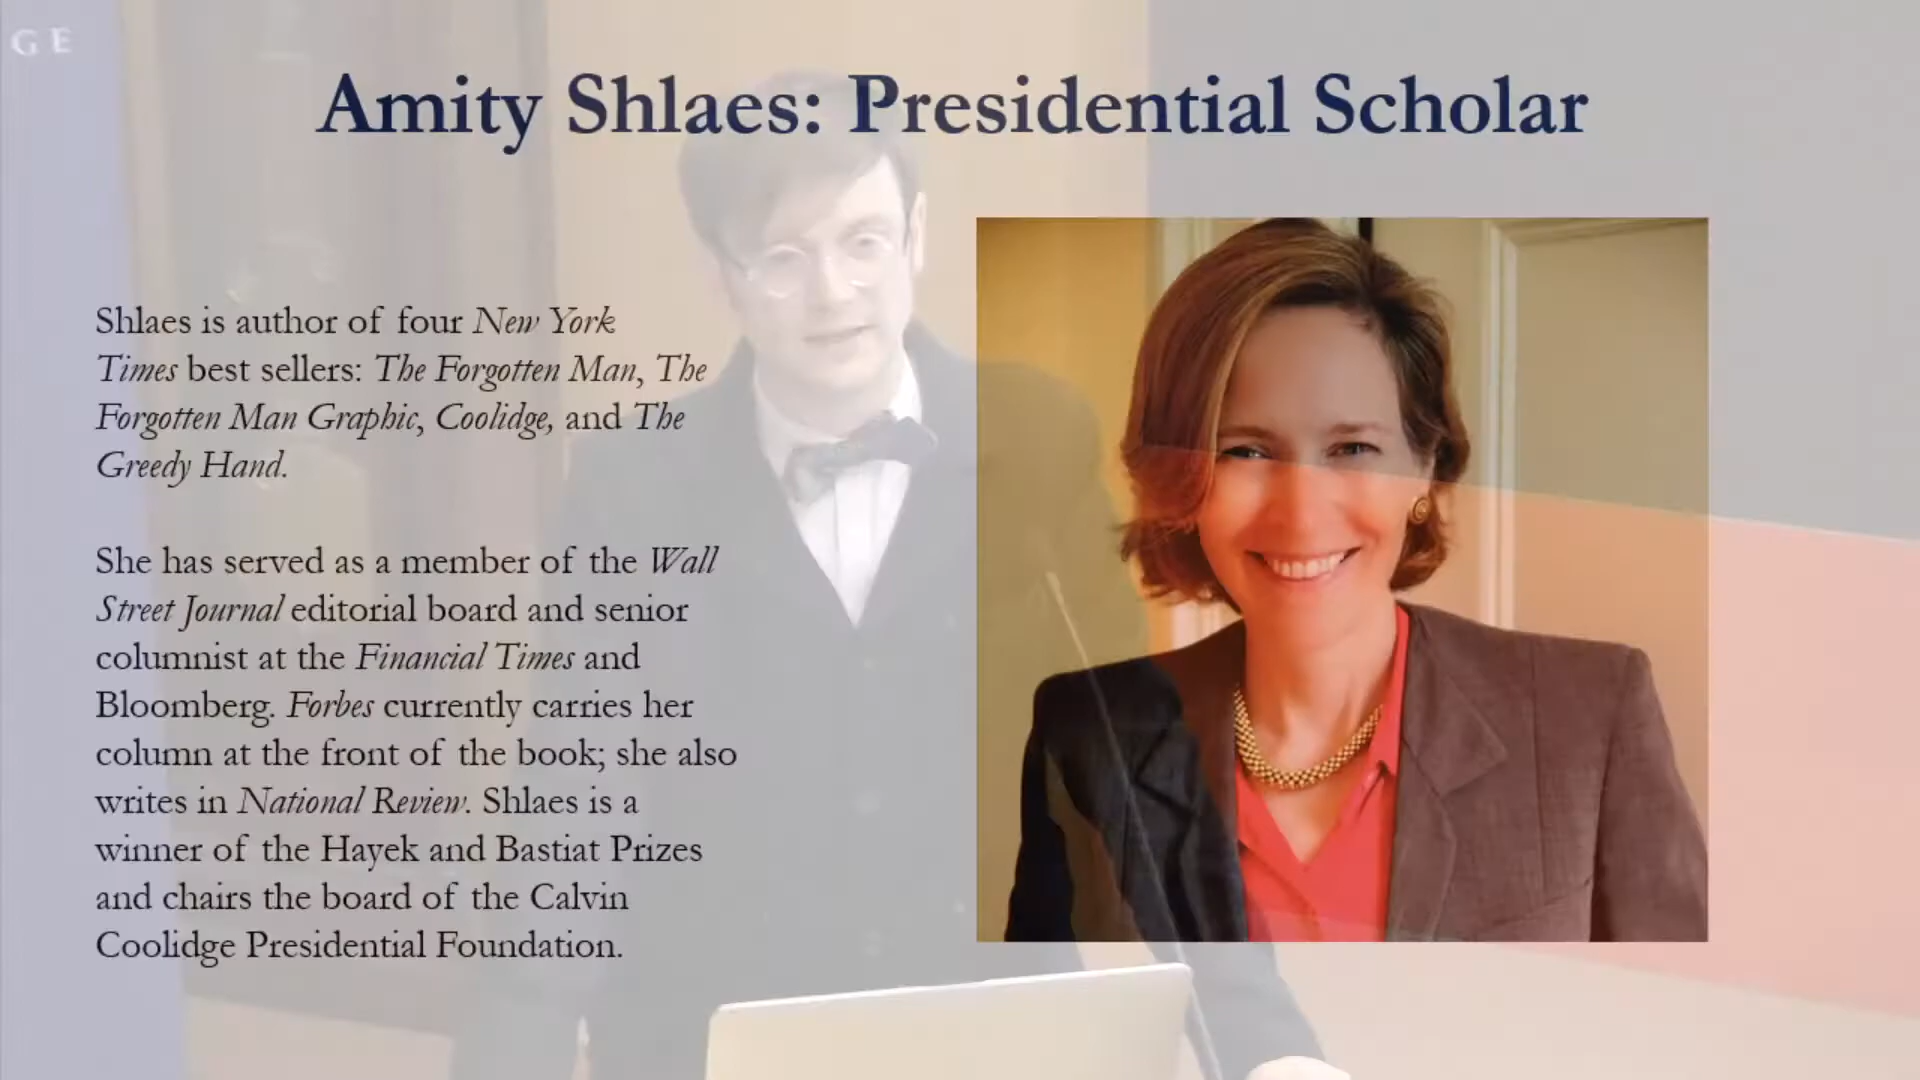 G E
Amity Shlaes: Presidential Scholar
Shlaes is author of four New York
Times best sellers: The Forgotten Man, The
Forgotten Man Graphic, Coolidge, and The
Greedy Hand.
She has served as a member of the Wall
Street Journal editorial board and senior
columnist at the Financial Times and
Bloomberg. Forbes currently carries her
column at the front of the book; she also
writes in National Review. Shlaes is a
winner of the Hayek and Bastiat Prizes
and chairs the board of the Calvin
Coolidge Presidential Foundation.